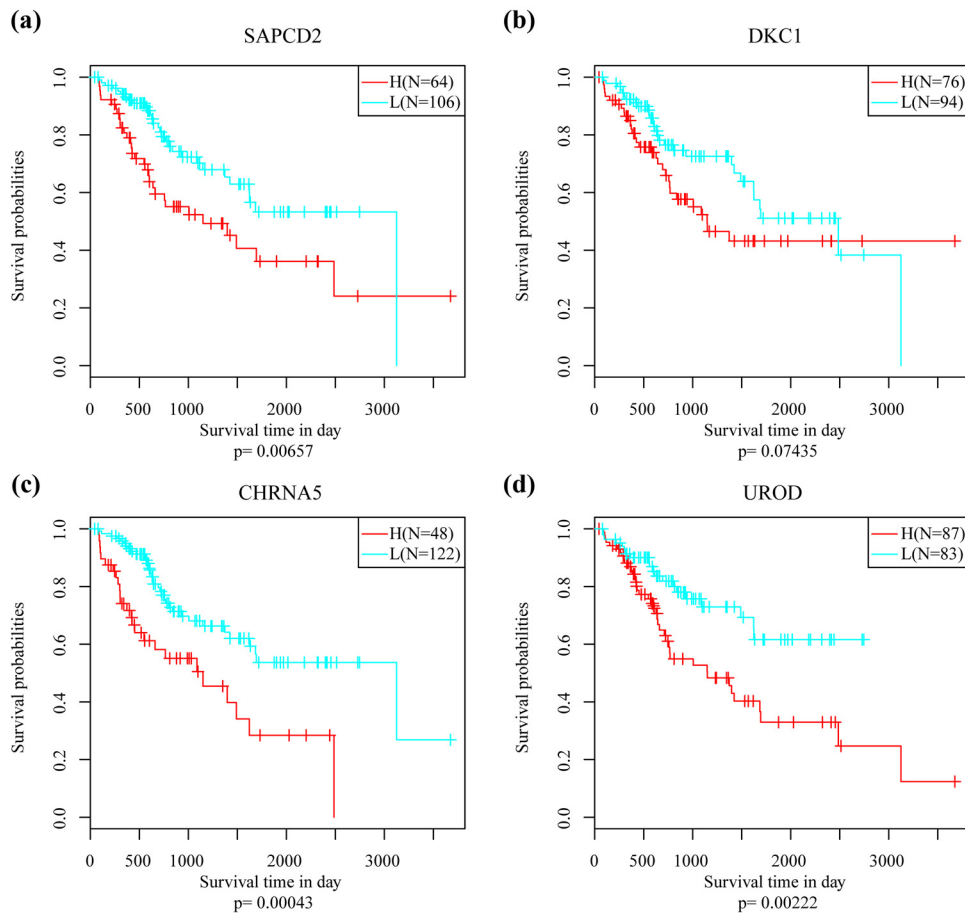 (a)
SAPCD2
H(N=64)
L(N=106)
Survival probabilities
1.0
0.8
0.6
0.4
0.2
0.0
0 500 1000 2000 3000
Survival time in day
p= 0.00657
(b)
DKC1
H(N=76)
L(N=94)
Survival probabilities
1.0
0.8
0.6
0.4
0.2
0.0
0 500 1000 2000 3000
Survival time in day
p= 0.07435
(c)
CHRNA5
H(N=48)
L(N=122)
Survival probabilities
1.0
0.8
0.6
0.4
0.2
0.0
0 500 1000 2000 3000
Survival time in day
p= 0.00043
(d)
UROD
H(N=87)
L(N=83)
Survival probabilities
1.0
0.8
0.6
0.4
0.2
0.0
0 500 1000 2000 3000
Survival time in day
p= 0.00222